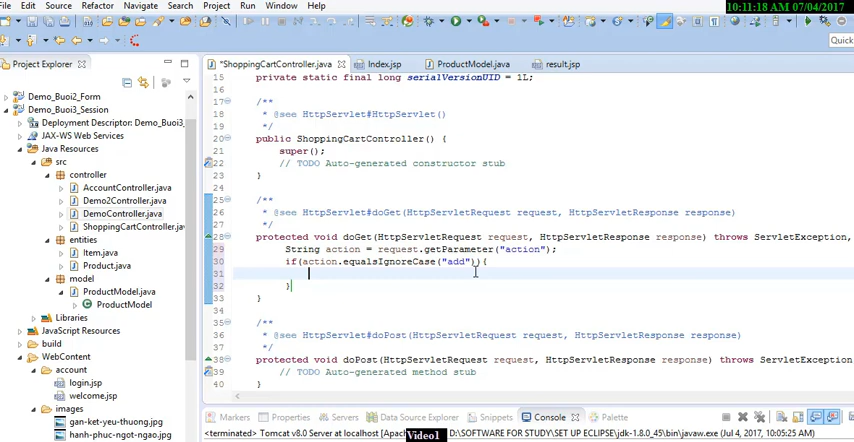 10:11:18 AM 07/04/2017
File Edit Source Refactor Navigate Search Project Run Window Help
Quick
Project Explorer
*ShoppingCartController.java Index.jsp ProductModel.java result.jsp
Demo_Buoi2_Form
Demo_Buoi3_Session
Deployment Descriptor: Demo_Buoi3_
JAX-WS Web Services
Java Resources
src
controller
AccountController.java
Demo2Controller.java
DemoController.java
ShoppingCartController.java
entities
Item.java
Product.java
model
ProductModel.java
ProductModel
Libraries
JavaScript Resources
build
WebContent
account
login.jsp
welcome.jsp
images
gan-ket-yeu-thuong.jpg
hanh-phuc-ngot-ngao.jpg
15 private static final long serialVersionUID = 1L;
16
17 /**
18 * @see HttpServlet#HttpServlet()
19 */
20 public ShoppingCartController() {
21 super();
22 // TODO Auto-generated constructor stub
23 }
24
25 /**
26 * @see HttpServlet#doGet(HttpServletRequest request, HttpServletResponse response)
27 */
28 protected void doGet(HttpServletRequest request, HttpServletResponse response) throws ServletException,
29 String action = request.getParameter("action");
30 if(action.equalsIgnoreCase("add")){
31
32 }
33 }
34
35 /**
36 * @see HttpServlet#doPost(HttpServletRequest request, HttpServletResponse response)
37 */
38 protected void doPost(HttpServletRequest request, HttpServletResponse response) throws ServletException
39 // TODO Auto-generated method stub
40 }
Markers Properties Servers Data Source Explorer Snippets Console Palette
<terminated> Tomcat v8.0 Server at localhost [Apac
Video1
D:\SOFTWARE FOR STUDY\SET UP ECLIPSE\jdk-1.8.0_45\bin\javaw.exe (Jul 4, 2017, 10:05:25 AM)